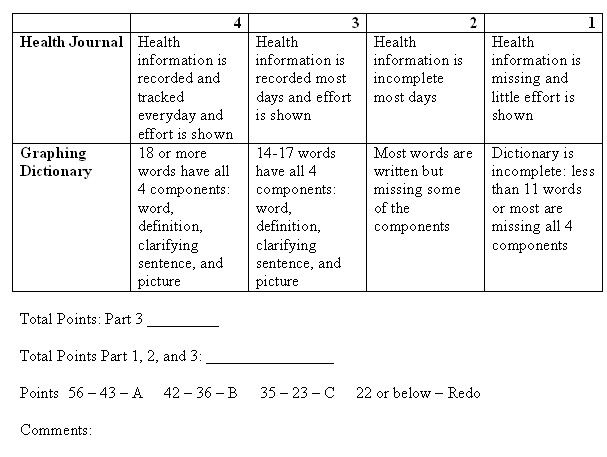 4 3 2 1
Health Journal
Health
information is
recorded and
tracked
everyday and
effort is shown
Health
information is
recorded most
days and effort
is shown
Health
information is
incomplete
most days
Health
information is
missing and
little effort is
shown
Graphing
Dictionary
18 or more
words have all
4 components:
word,
definition,
clarifying
sentence, and
picture
14-17 words
have all 4
components:
word,
definition,
clarifying
sentence, and
picture
Most words are
written but
missing some
of the
components
Dictionary is
incomplete: less
than 11 words
or most are
missing all 4
components
Total Points: Part 3 _________
Total Points Part 1, 2, and 3: ________________
Points 56 – 43 – A 42 – 36 – B 35 – 23 – C 22 or below – Redo
Comments: